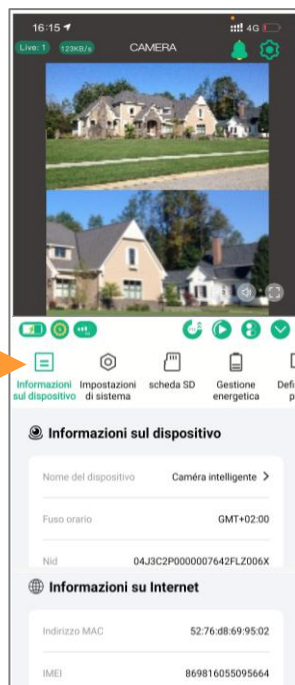 16:15
4G
Live: 1
123KB/s
CAMERA
Informazioni sul dispositivo
Impostazioni di sistema
scheda SD
Gestione energetica
Informazioni sul dispositivo
Nome del dispositivo Caméra intelligente
Fuso orario GMT+02:00
Nid 04J3C2P0000007642FLZ006X
Informazioni su Internet
Indirizzo MAC 52:76:d8:69:95:02
IMEI 869816055095664